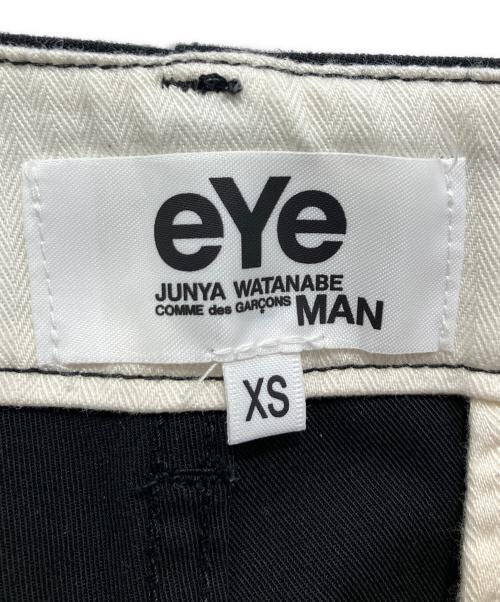 eYe
JUNYA WATANABE
COMME des GARÇONS MAN
XS